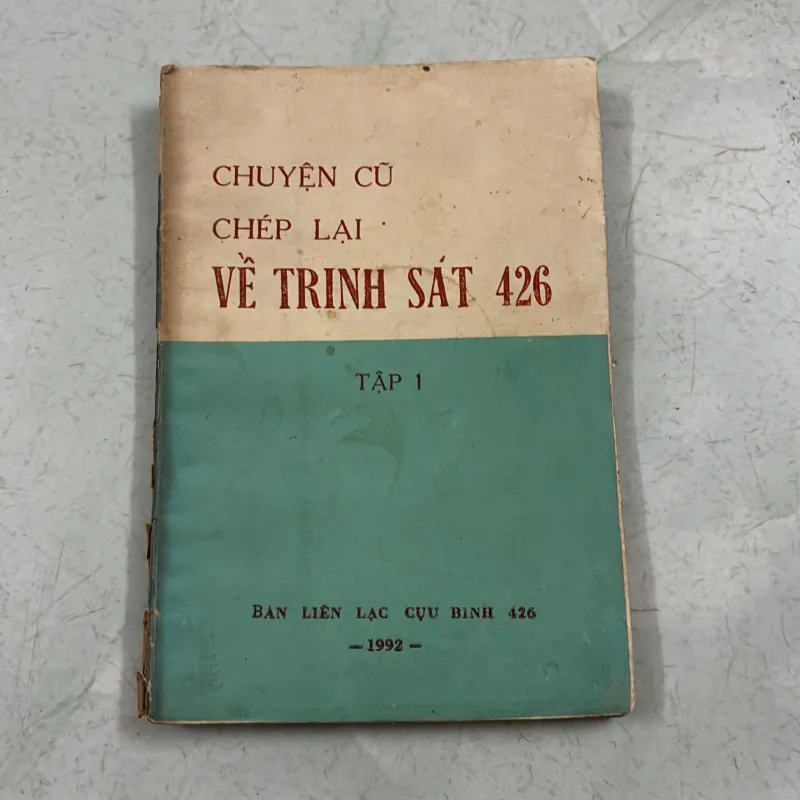 CHUYỆN CŨ
CHÉP LẠI
VỀ TRINH SÁT 426
TẬP 1
BAN LIÊN LẠC CỰU BINH 426
— 1992 —